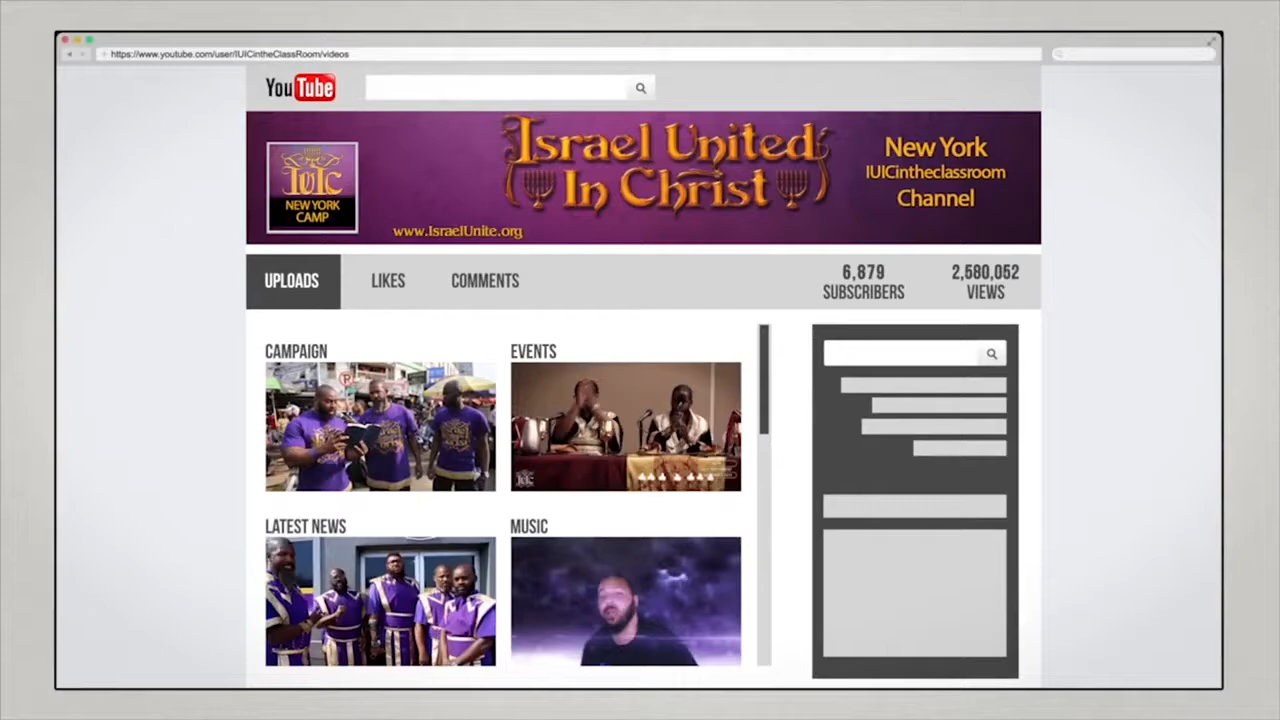 https://www.youtube.com/user/IUICintheClassRoom/videos
YouTube
IUIC
NEW YORK
CAMP
www.IsraelUnite.org
Israel United
In Christ
New York
IUICintheclassroom
Channel
UPLOADS
LIKES
COMMENTS
6,879
SUBSCRIBERS
2,580,052
VIEWS
CAMPAIGN
EVENTS
P
IUIC
LATEST NEWS
MUSIC